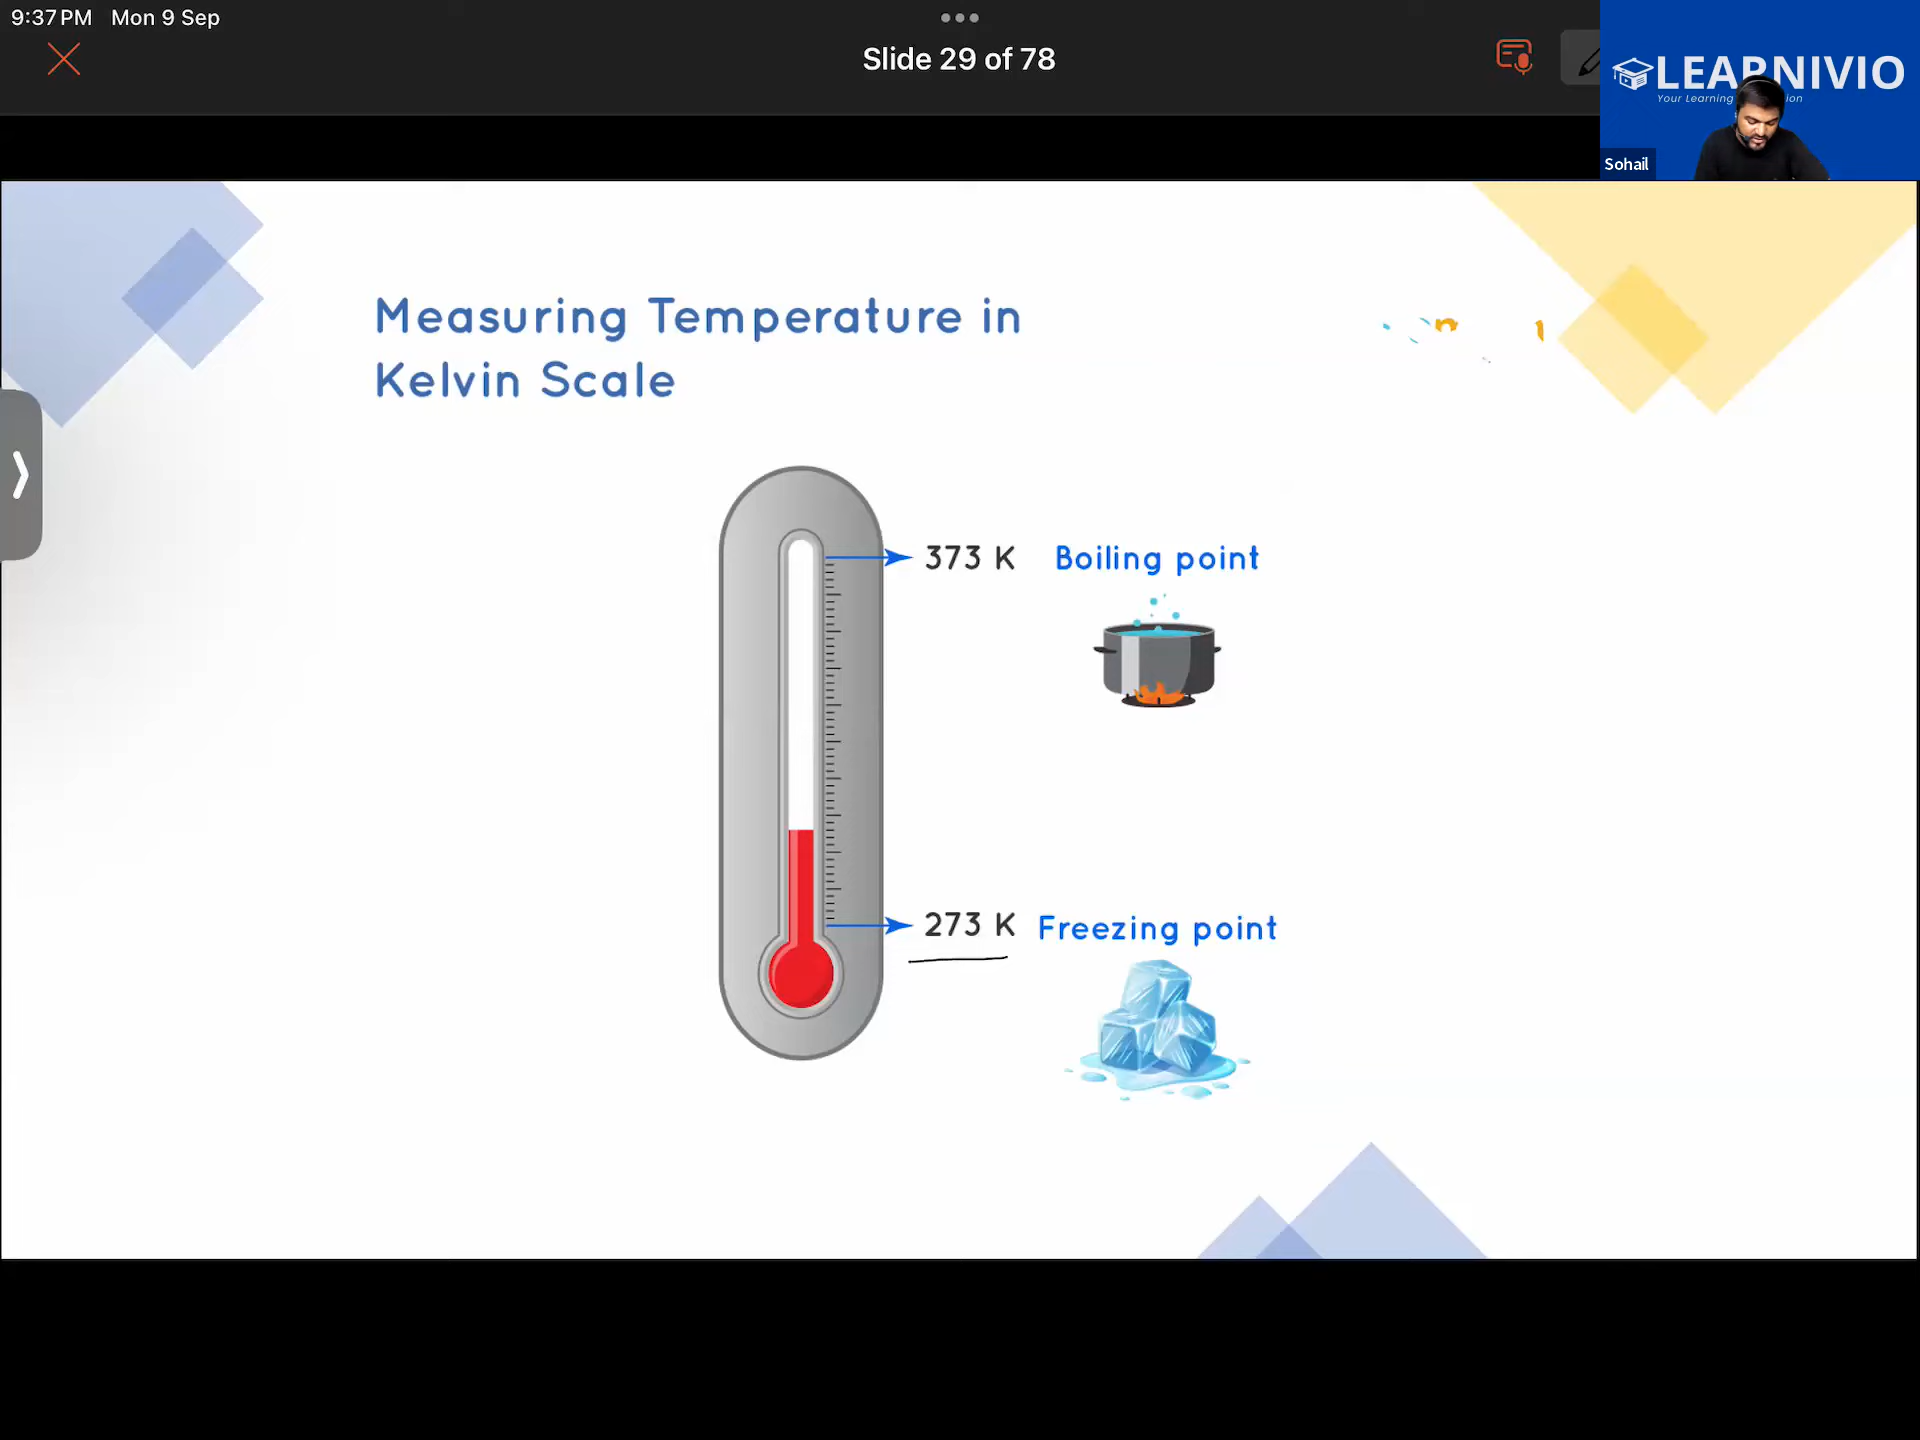 9:37 PM Mon 9 Sep
Slide 29 of 78
LEARNIVIO
Your Learning
Sohail
Measuring Temperature in
Kelvin Scale
373 K Boiling point
273 K Freezing point